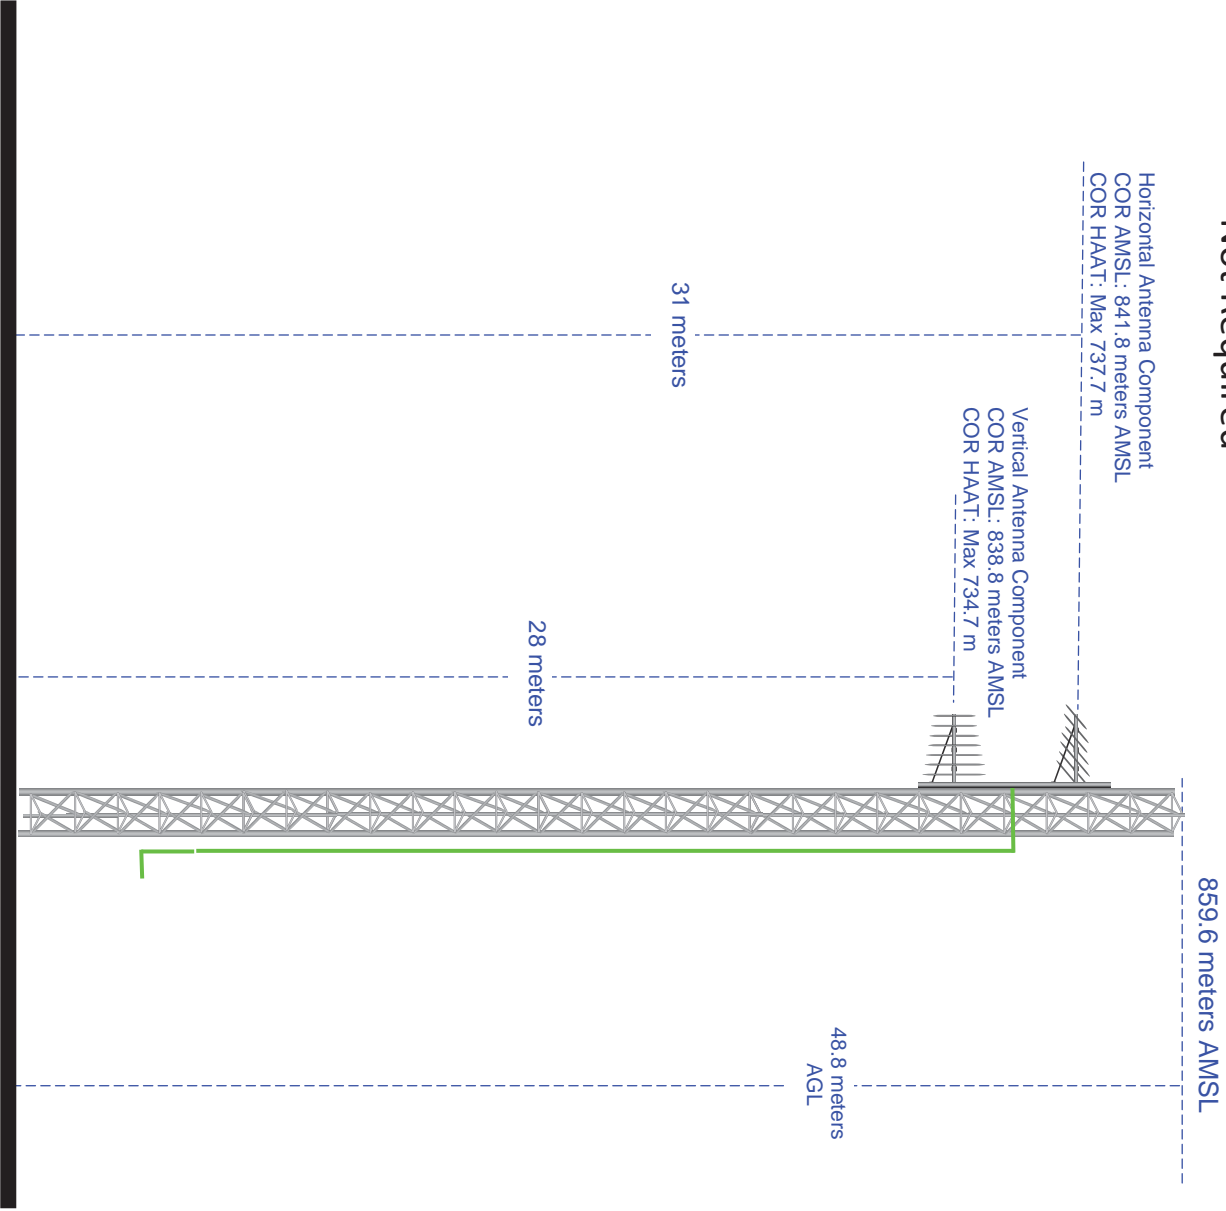 Horizontal Antenna Component
COR AMSL: 841.8 meters AMSL
COR HAAT: Max 737.7 m
Vertical Antenna Component
COR AMSL: 838.8 meters AMSL
COR HAAT: Max 734.7 m
31 meters
28 meters
859.6 meters AMSL
48.8 meters
AGL